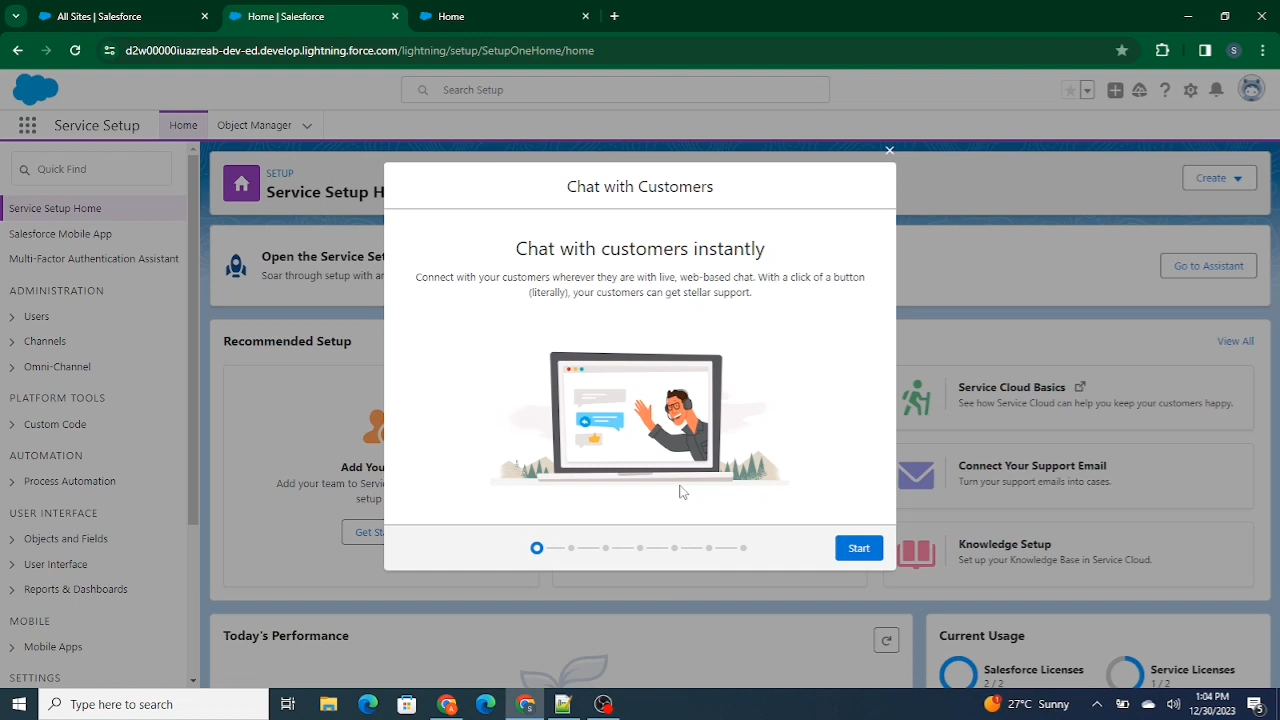 All Sites | Salesforce
Home | Salesforce
Home
d2w00000iuazreab-dev-ed.develop.lightning.force.com/lightning/setup/SetupOneHome/home
S
Search Setup
Service Setup
Home
Object Manager
Quick Find
Service Setup Home
Salesforce Mobile App
Multi-Factor Authentication Assistant
ADMINISTRATION
Users
Channels
Omni-Channel
PLATFORM TOOLS
Custom Code
AUTOMATION
Process Automation
USER INTERFACE
Objects and Fields
User Interface
Reports & Dashboards
MOBILE
Mobile Apps
SETTINGS
SETUP
Service Setup H
Create
Open the Service Set
Soar through setup with an
Go to Assistant
Recommended Setup
View All
Add You
Add your team to Servic
setup
Get Sta
Chat with Customers
Chat with customers instantly
Connect with your customers wherever they are with live, web-based chat. With a click of a button
(literally), your customers can get stellar support.
Start
Service Cloud Basics
See how Service Cloud can help you keep your customers happy.
Connect Your Support Email
Turn your support emails into cases.
Knowledge Setup
Set up your Knowledge Base in Service Cloud.
Today's Performance
Current Usage
Salesforce Licenses
2 / 2
Service Licenses
1 / 2
Type here to search
27°C Sunny
1:04 PM
12/30/2023